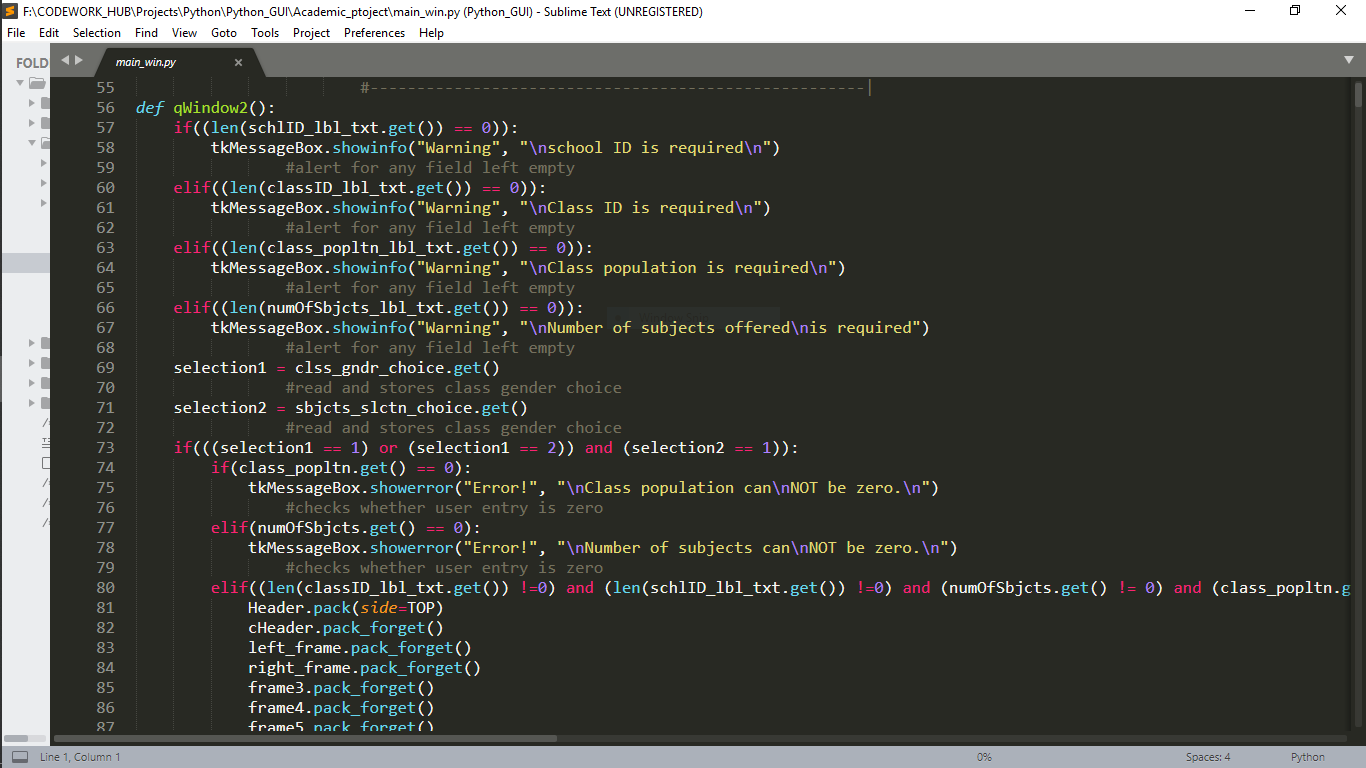 F:\CODEWORK_HUB\Projects\Python\Python_GUI\Academic_ptoject\main_win.py (Python_GUI) - Sublime Text (UNREGISTERED)
File Edit Selection Find View Goto Tools Project Preferences Help
FOLD
main_win.py ×
55 #-----------------------------------------------------|
56 def qWindow2():
57 if((len(schlID_lbl_txt.get()) == 0)):
58 tkMessageBox.showinfo("Warning", "\nschool ID is required\n")
59 #alert for any field left empty
60 elif((len(classID_lbl_txt.get()) == 0)):
61 tkMessageBox.showinfo("Warning", "\nClass ID is required\n")
62 #alert for any field left empty
63 elif((len(class_popltn_lbl_txt.get()) == 0)):
64 tkMessageBox.showinfo("Warning", "\nClass population is required\n")
65 #alert for any field left empty
66 elif((len(numOfSbjcts_lbl_txt.get()) == 0)):
67 tkMessageBox.showinfo("Warning", "\nNumber of subjects offered\nis required")
68 #alert for any field left empty
69 selection1 = clss_gndr_choice.get()
70 #read and stores class gender choice
71 selection2 = sbjcts_slctn_choice.get()
72 #read and stores class gender choice
73 if(((selection1 == 1) or (selection1 == 2)) and (selection2 == 1)):
74 if(class_popltn.get() == 0):
75 tkMessageBox.showerror("Error!", "\nClass population can\nNOT be zero.\n")
76 #checks whether user entry is zero
77 elif(numOfSbjcts.get() == 0):
78 tkMessageBox.showerror("Error!", "\nNumber of subjects can\nNOT be zero.\n")
79 #checks whether user entry is zero
80 elif((len(classID_lbl_txt.get()) !=0) and (len(schlID_lbl_txt.get()) !=0) and (numOfSbjcts.get() != 0) and (class_popltn.g
81 Header.pack(side=TOP)
82 cHeader.pack_forget()
83 left_frame.pack_forget()
84 right_frame.pack_forget()
85 frame3.pack_forget()
86 frame4.pack_forget()
87 frame5.pack_forget()
Line 1, Column 1 0% Spaces: 4 Python